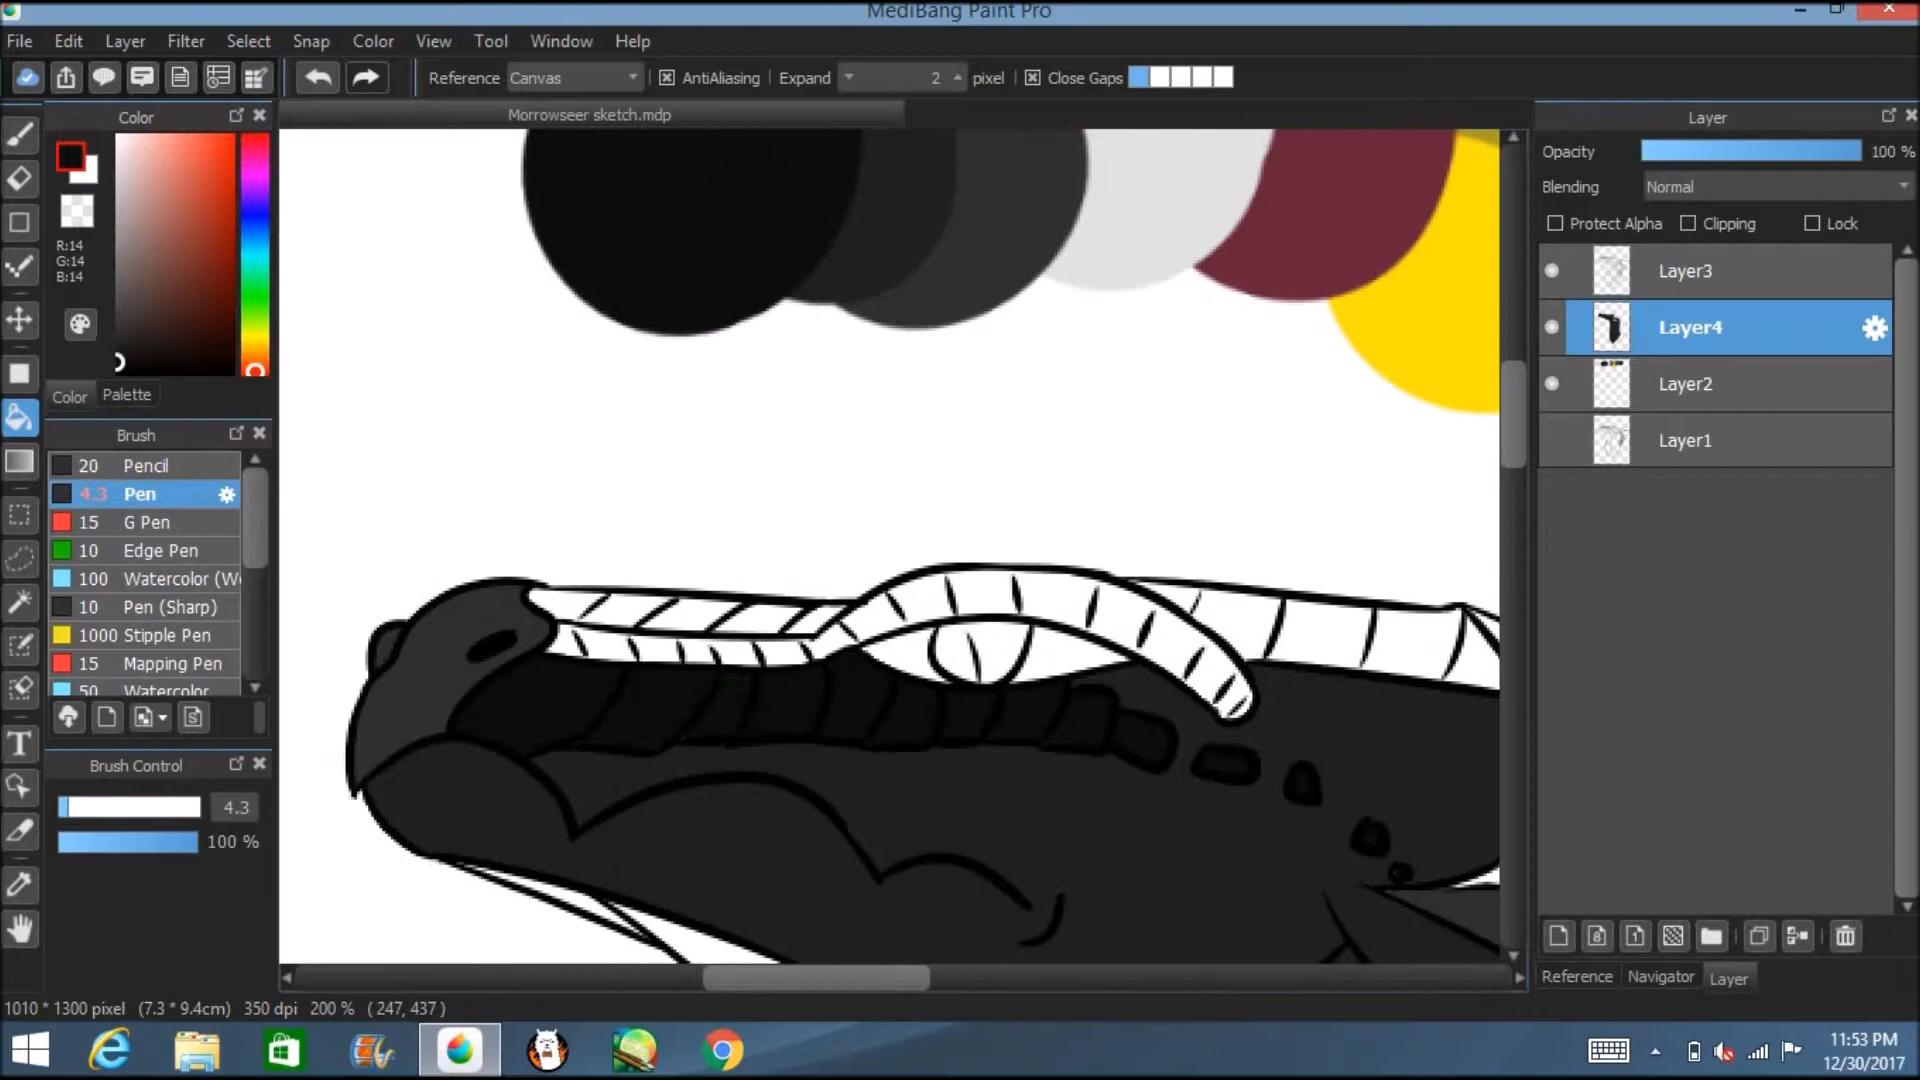 MediBang Paint Pro
File Edit Layer Filter Select Snap Color View Tool Window Help
Reference Canvas AntiAliasing Expand 2 pixel Close Gaps
Color
Morrowseer sketch.mdp
R:14
G:14
B:14
Color Palette
Brush
20 Pencil
4.3 Pen
15 G Pen
10 Edge Pen
100 Watercolor (W
10 Pen (Sharp)
1000 Stipple Pen
15 Mapping Pen
50 Watercolor
Brush Control
4.3
100 %
Layer
Opacity 100 %
Blending Normal
Protect Alpha Clipping Lock
Layer3
Layer4
Layer2
Layer1
Reference Navigator Layer
1010 * 1300 pixel (7.3 * 9.4cm) 350 dpi 200 % ( 247, 437 )
11:53 PM
12/30/2017